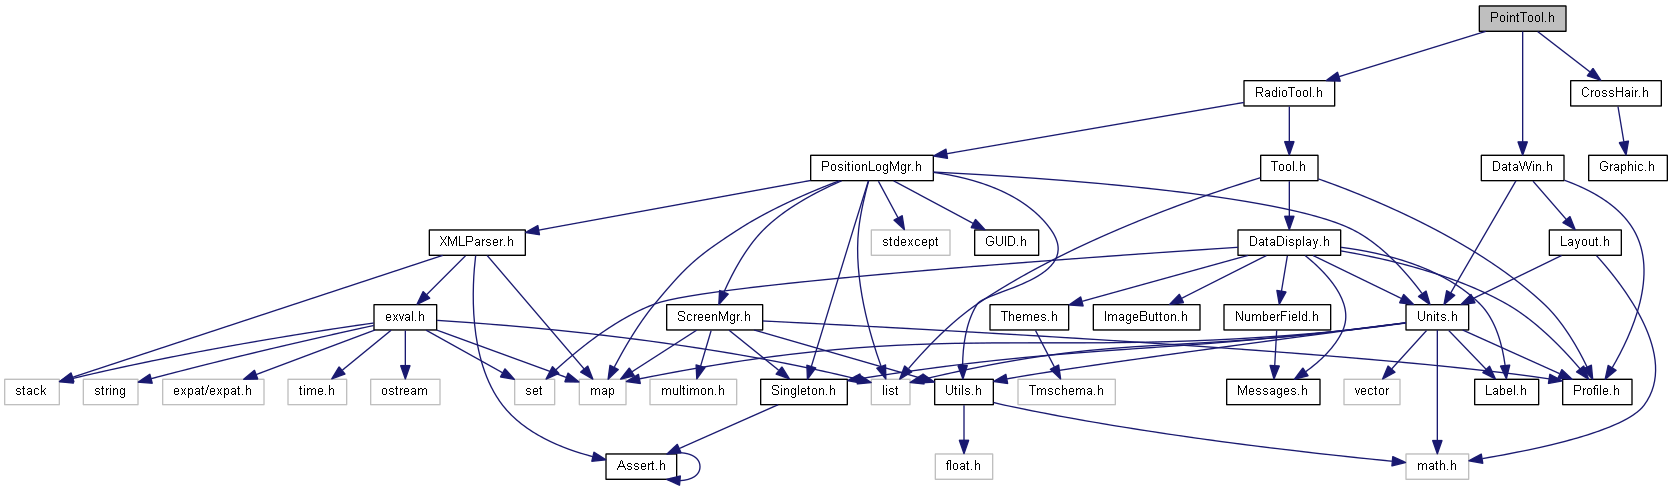 PointTool.h
RadioTool.h
CrossHair.h
PositionLogMgr.h
Tool.h
DataWin.h
Graphic.h
XMLParser.h
stdexcept
GUID.h
DataDisplay.h
Layout.h
exval.h
ScreenMgr.h
Themes.h
ImageButton.h
NumberField.h
Units.h
stack
string
expat/expat.h
time.h
ostream
set
map
multimon.h
Singleton.h
list
Utils.h
Tmschema.h
Messages.h
vector
Label.h
Profile.h
Assert.h
float.h
math.h